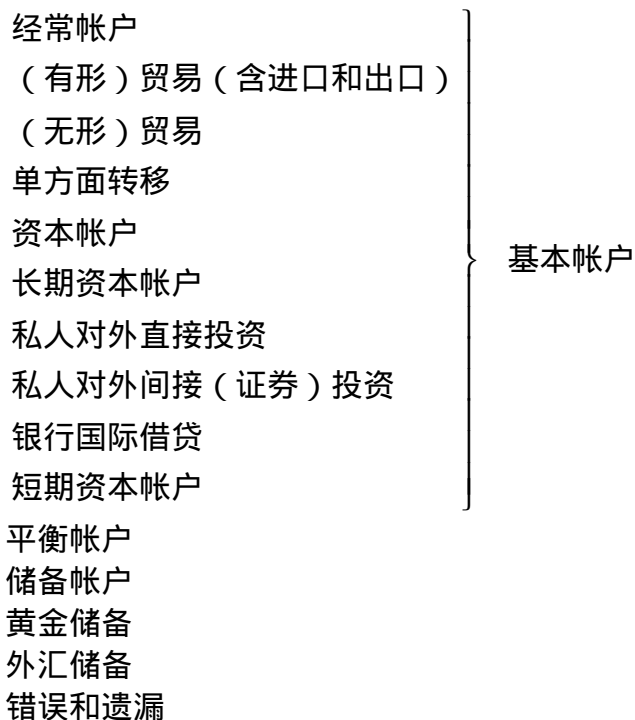 经常帐户
（有形）贸易（含进口和出口）
（无形）贸易
单方面转移
资本帐户
长期资本帐户
私人对外直接投资
私人对外间接（证券）投资
银行国际借贷
短期资本帐户
基本帐户
平衡帐户
储备帐户
黄金储备
外汇储备
错误和遗漏